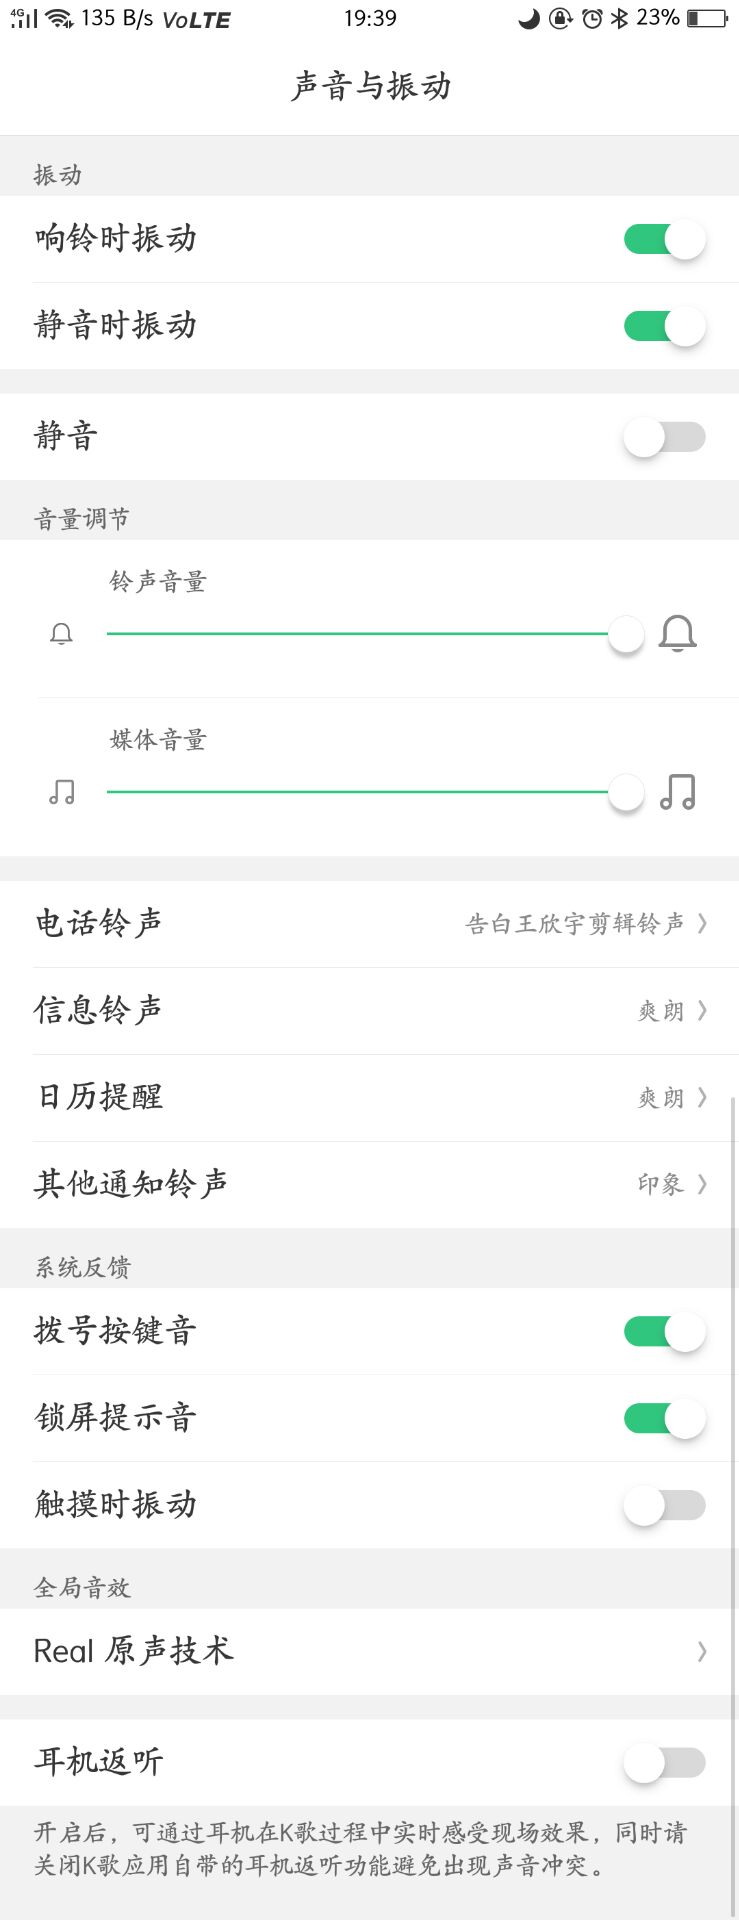 4G 135 B/s VoLTE 19:39 23%
声音与振动
振动
响铃时振动
静音时振动
静音
音量调节
铃声音量
媒体音量
电话铃声 告白王欣宇剪辑铃声
信息铃声 爽朗
日历提醒 爽朗
其他通知铃声 印象
系统反馈
拨号按键音
锁屏提示音
触摸时振动
全局音效
Real 原声技术
耳机返听
开启后，可通过耳机在K歌过程中实时感受现场效果，同时请
关闭K歌应用自带的耳机返听功能避免出现声音冲突。